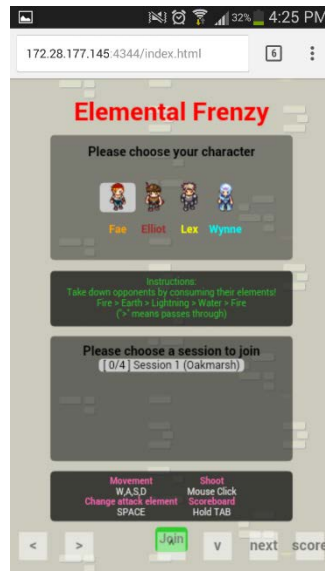 32% 4:25 PM
172.28.177.145:4344/index.html 6
Elemental Frenzy
Please choose your character
Fae Elliot Lex Wynne
Instructions:
Take down opponents by consuming their elements!
Fire > Earth > Lightning > Water > Fire
(">" means passes through)
Please choose a session to join
[ 0/4 ] Session 1 (Oakmarsh)
Movement Shoot
W,A,S,D Mouse Click
Change attack element Scoreboard
SPACE Hold TAB
< > Join v next score